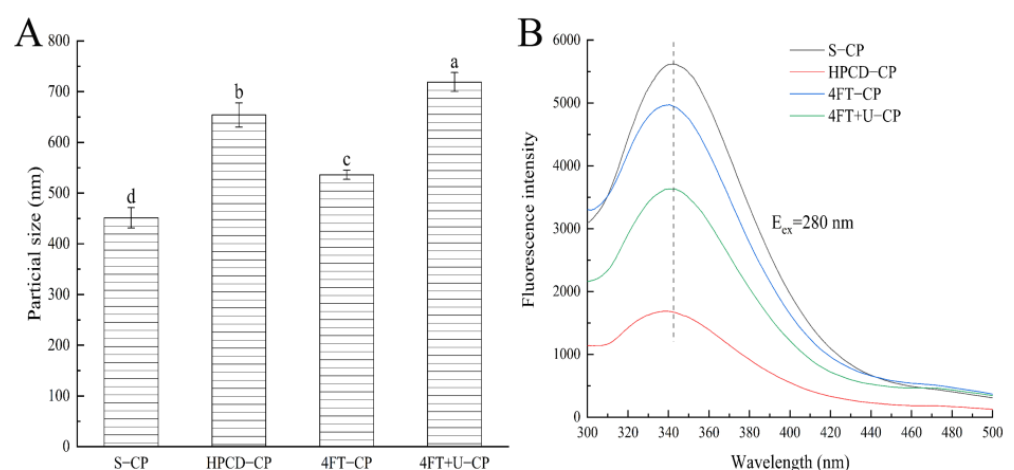 A
Particial size (nm)
800
700
600
500
400
300
200
100
0
d
b
c
a
S-CP
HPCD-CP
4FT-CP
4FT+U-CP
B
Fluorescence intensity
6000
5000
4000
3000
2000
1000
0
S-CP
HPCD-CP
4FT-CP
4FT+U-CP
Eex=280 nm
300 320 340 360 380 400 420 440 460 480 500
Wavelength (nm)